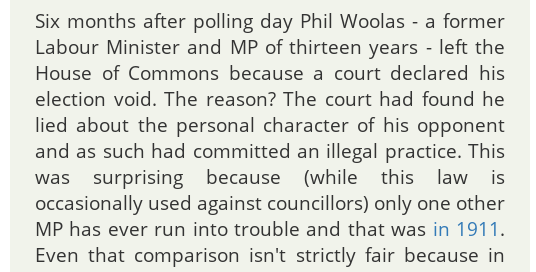 Six months after polling day Phil Woolas - a former
Labour Minister and MP of thirteen years - left the
House of Commons because a court declared his
election void. The reason? The court had found he
lied about the personal character of his opponent
and as such had committed an illegal practice. This
was surprising because (while this law is
occasionally used against councillors) only one other
MP has ever run into trouble and that was in 1911.
Even that comparison isn't strictly fair because in